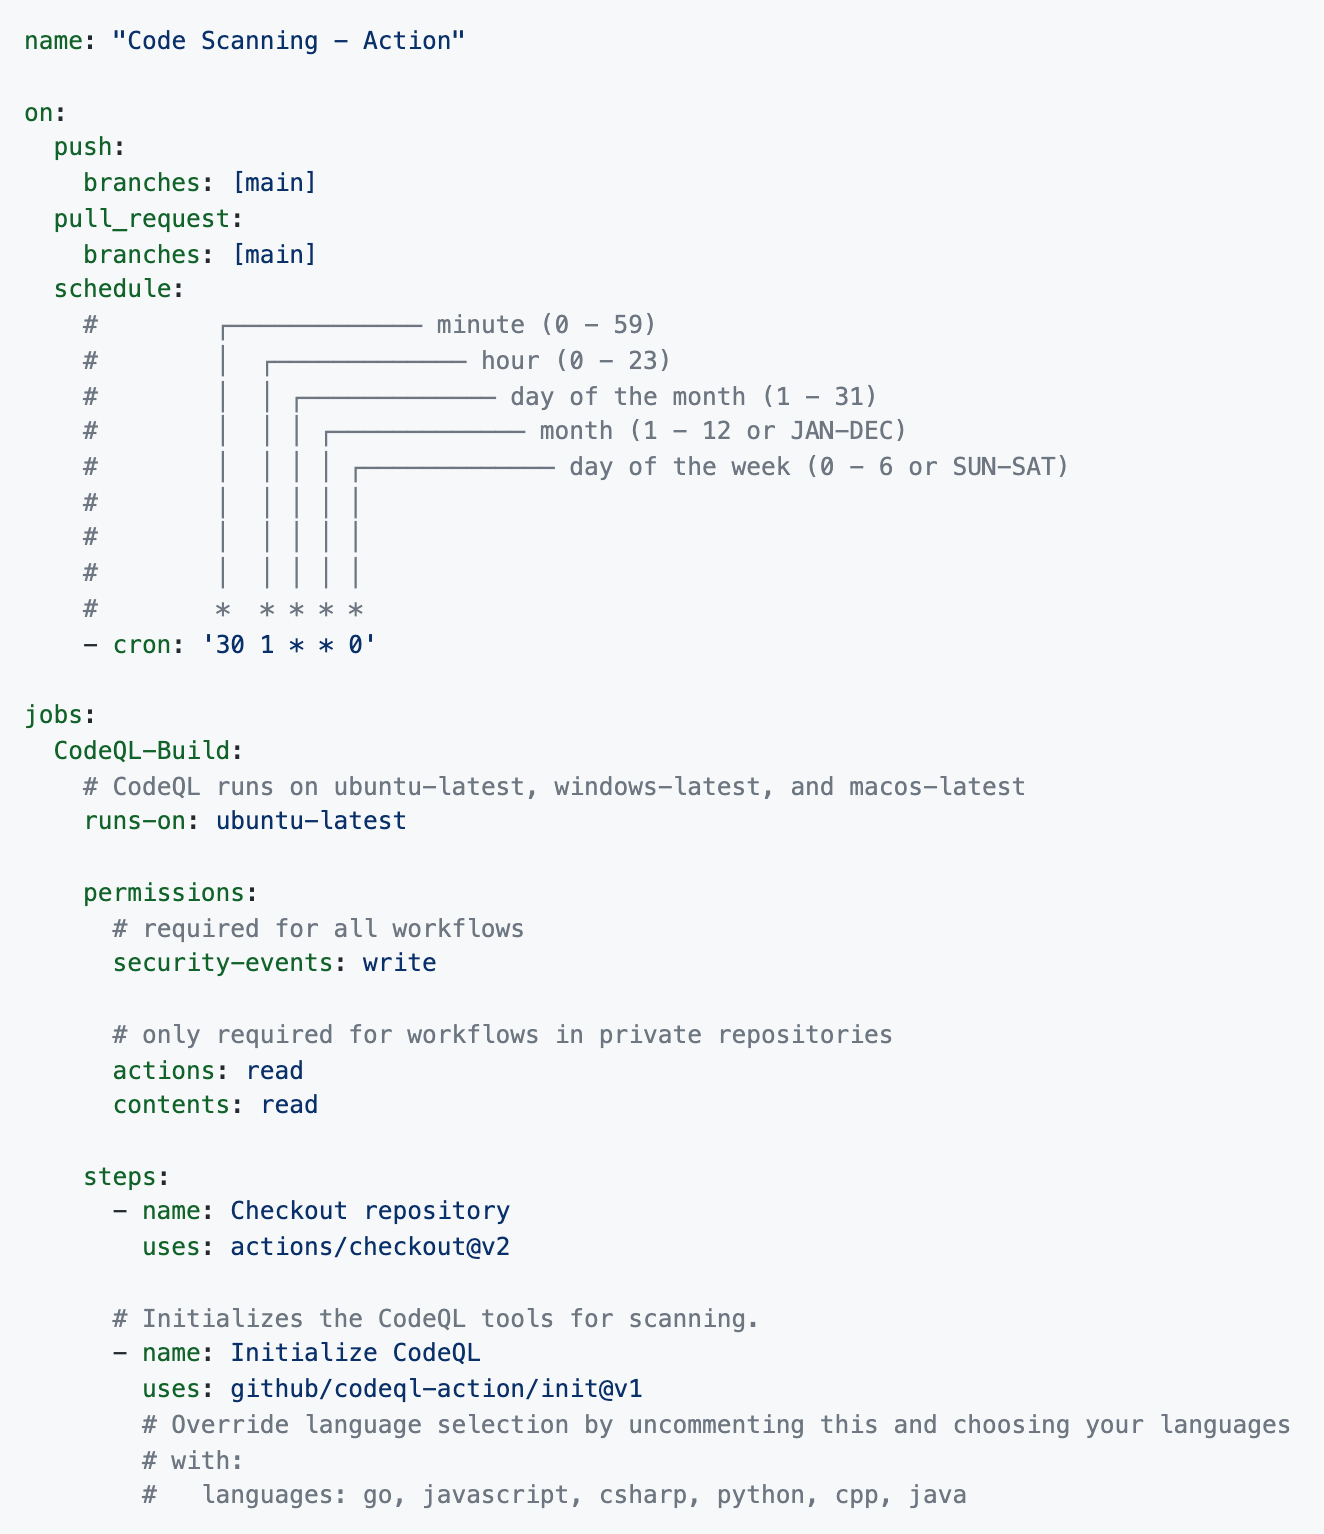 name: "Code Scanning - Action"

on:
  push:
    branches: [main]
  pull_request:
    branches: [main]
  schedule:
    #        ┌───────────── minute (0 - 59)
    #        │  ┌───────────── hour (0 - 23)
    #        │  │ ┌───────────── day of the month (1 - 31)
    #        │  │ │ ┌───────────── month (1 - 12 or JAN-DEC)
    #        │  │ │ │ ┌───────────── day of the week (0 - 6 or SUN-SAT)
    #        │  │ │ │ │
    #        │  │ │ │ │
    #        │  │ │ │ │
    #        *  * * * *
    - cron: '30 1 * * 0'

jobs:
  CodeQL-Build:
    # CodeQL runs on ubuntu-latest, windows-latest, and macos-latest
    runs-on: ubuntu-latest

    permissions:
      # required for all workflows
      security-events: write

      # only required for workflows in private repositories
      actions: read
      contents: read

    steps:
      - name: Checkout repository
        uses: actions/checkout@v2

      # Initializes the CodeQL tools for scanning.
      - name: Initialize CodeQL
        uses: github/codeql-action/init@v1
        # Override language selection by uncommenting this and choosing your languages
        # with:
        #   languages: go, javascript, csharp, python, cpp, java